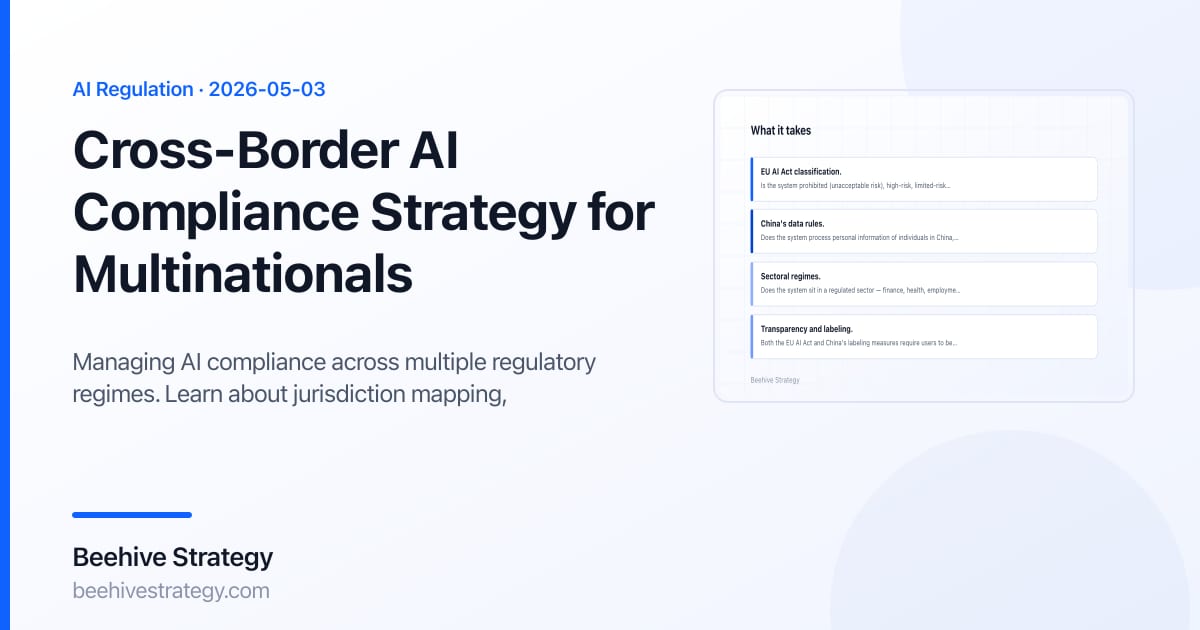 AI Regulation · 2026-05-03
Cross-Border AI
Compliance Strategy for
Multinationals
Managing AI compliance across multiple regulatory
regimes. Learn about jurisdiction mapping,
Beehive Strategy
beehivestrategy.com
What it takes
EU AI Act classification.
Is the system prohibited (unacceptable risk), high-risk, limited-risk...
China's data rules.
Does the system process personal information of individuals in China,...
Sectoral regimes.
Does the system sit in a regulated sector — finance, health, employme...
Transparency and labeling.
Both the EU AI Act and China's labeling measures require users to be...
Beehive Strategy